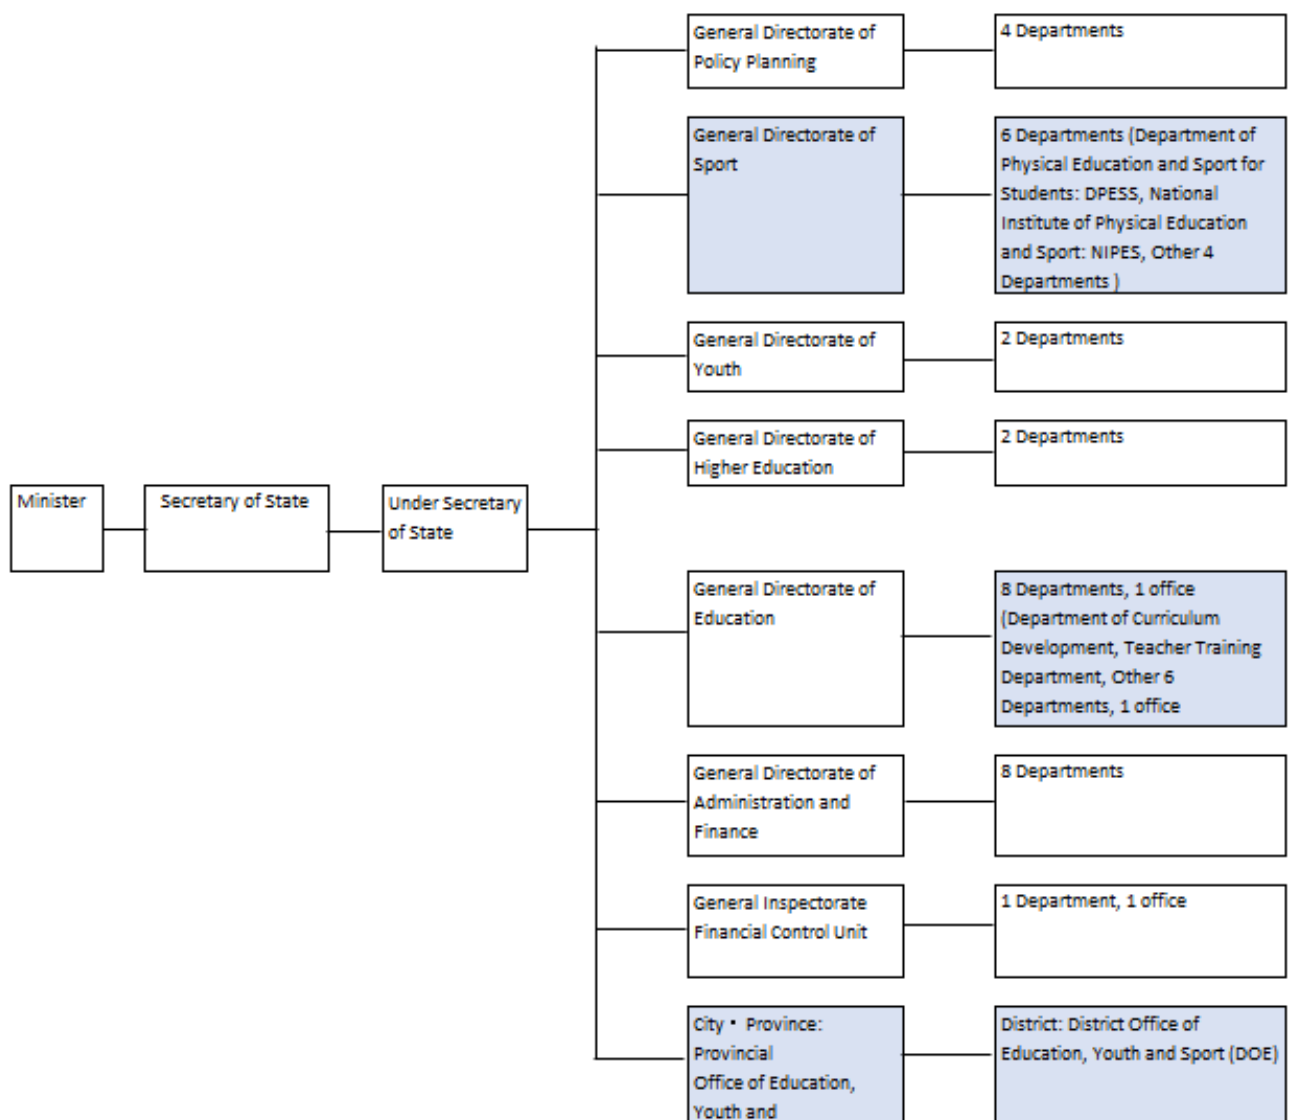 General Directorate of
Policy Planning
4 Departments
General Directorate of
Sport
6 Departments (Department of
Physical Education and Sport for
Students: DPESS, National
Institute of Physical Education
and Sport: NIPES, Other 4
Departments )
General Directorate of
Youth
2 Departments
General Directorate of
Higher Education
2 Departments
Minister
Secretary of State
Under Secretary
of State
General Directorate of
Education
8 Departments, 1 office
(Department of Curriculum
Development, Teacher Training
Department, Other 6
Departments, 1 office
General Directorate of
Administration and
Finance
8 Departments
General Inspectorate
Financial Control Unit
1 Department, 1 office
City・Province:
Provincial
Office of Education,
Youth and
District: District Office of
Education, Youth and Sport (DOE)